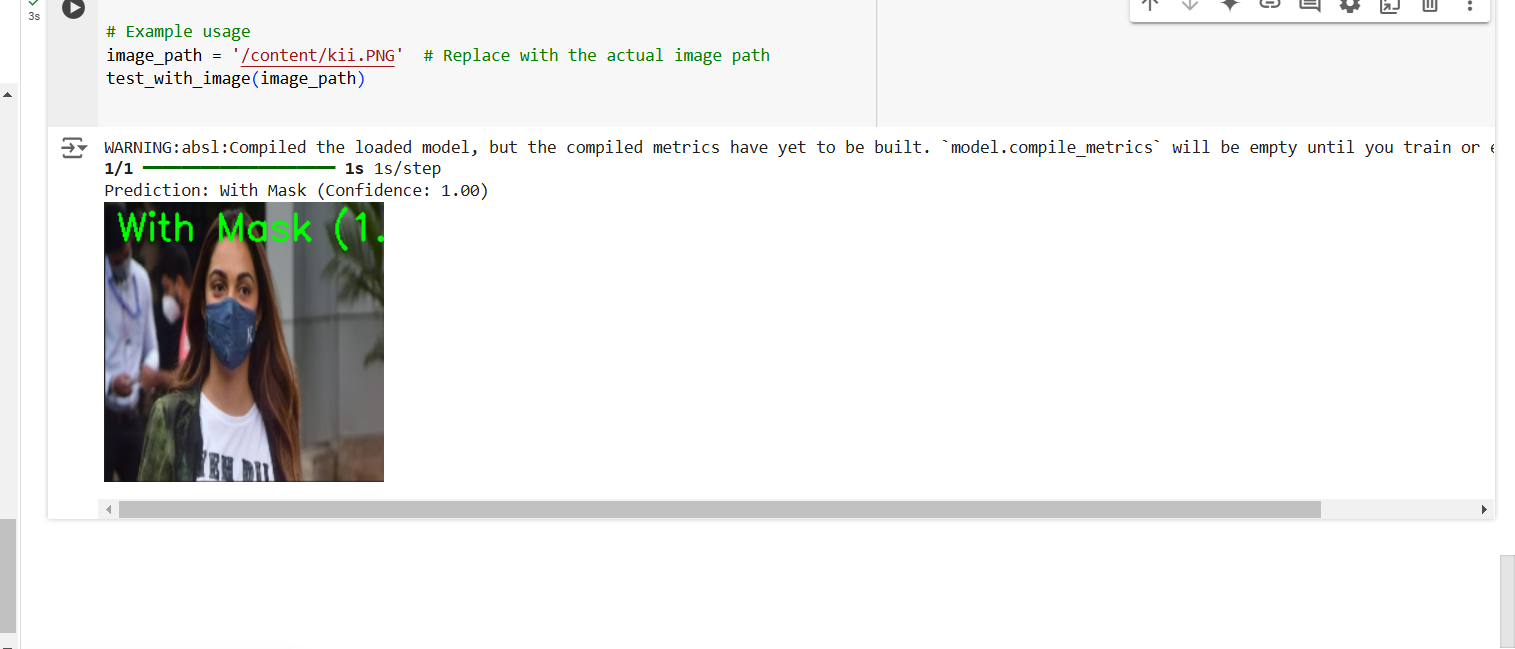 3s
# Example usage
image_path = '/content/kii.PNG'  # Replace with the actual image path
test_with_image(image_path)
WARNING:absl:Compiled the loaded model, but the compiled metrics have yet to be built. `model.compile_metrics` will be empty until you train or
1/1 1s 1s/step
Prediction: With Mask (Confidence: 1.00)
With Mask (1.
K